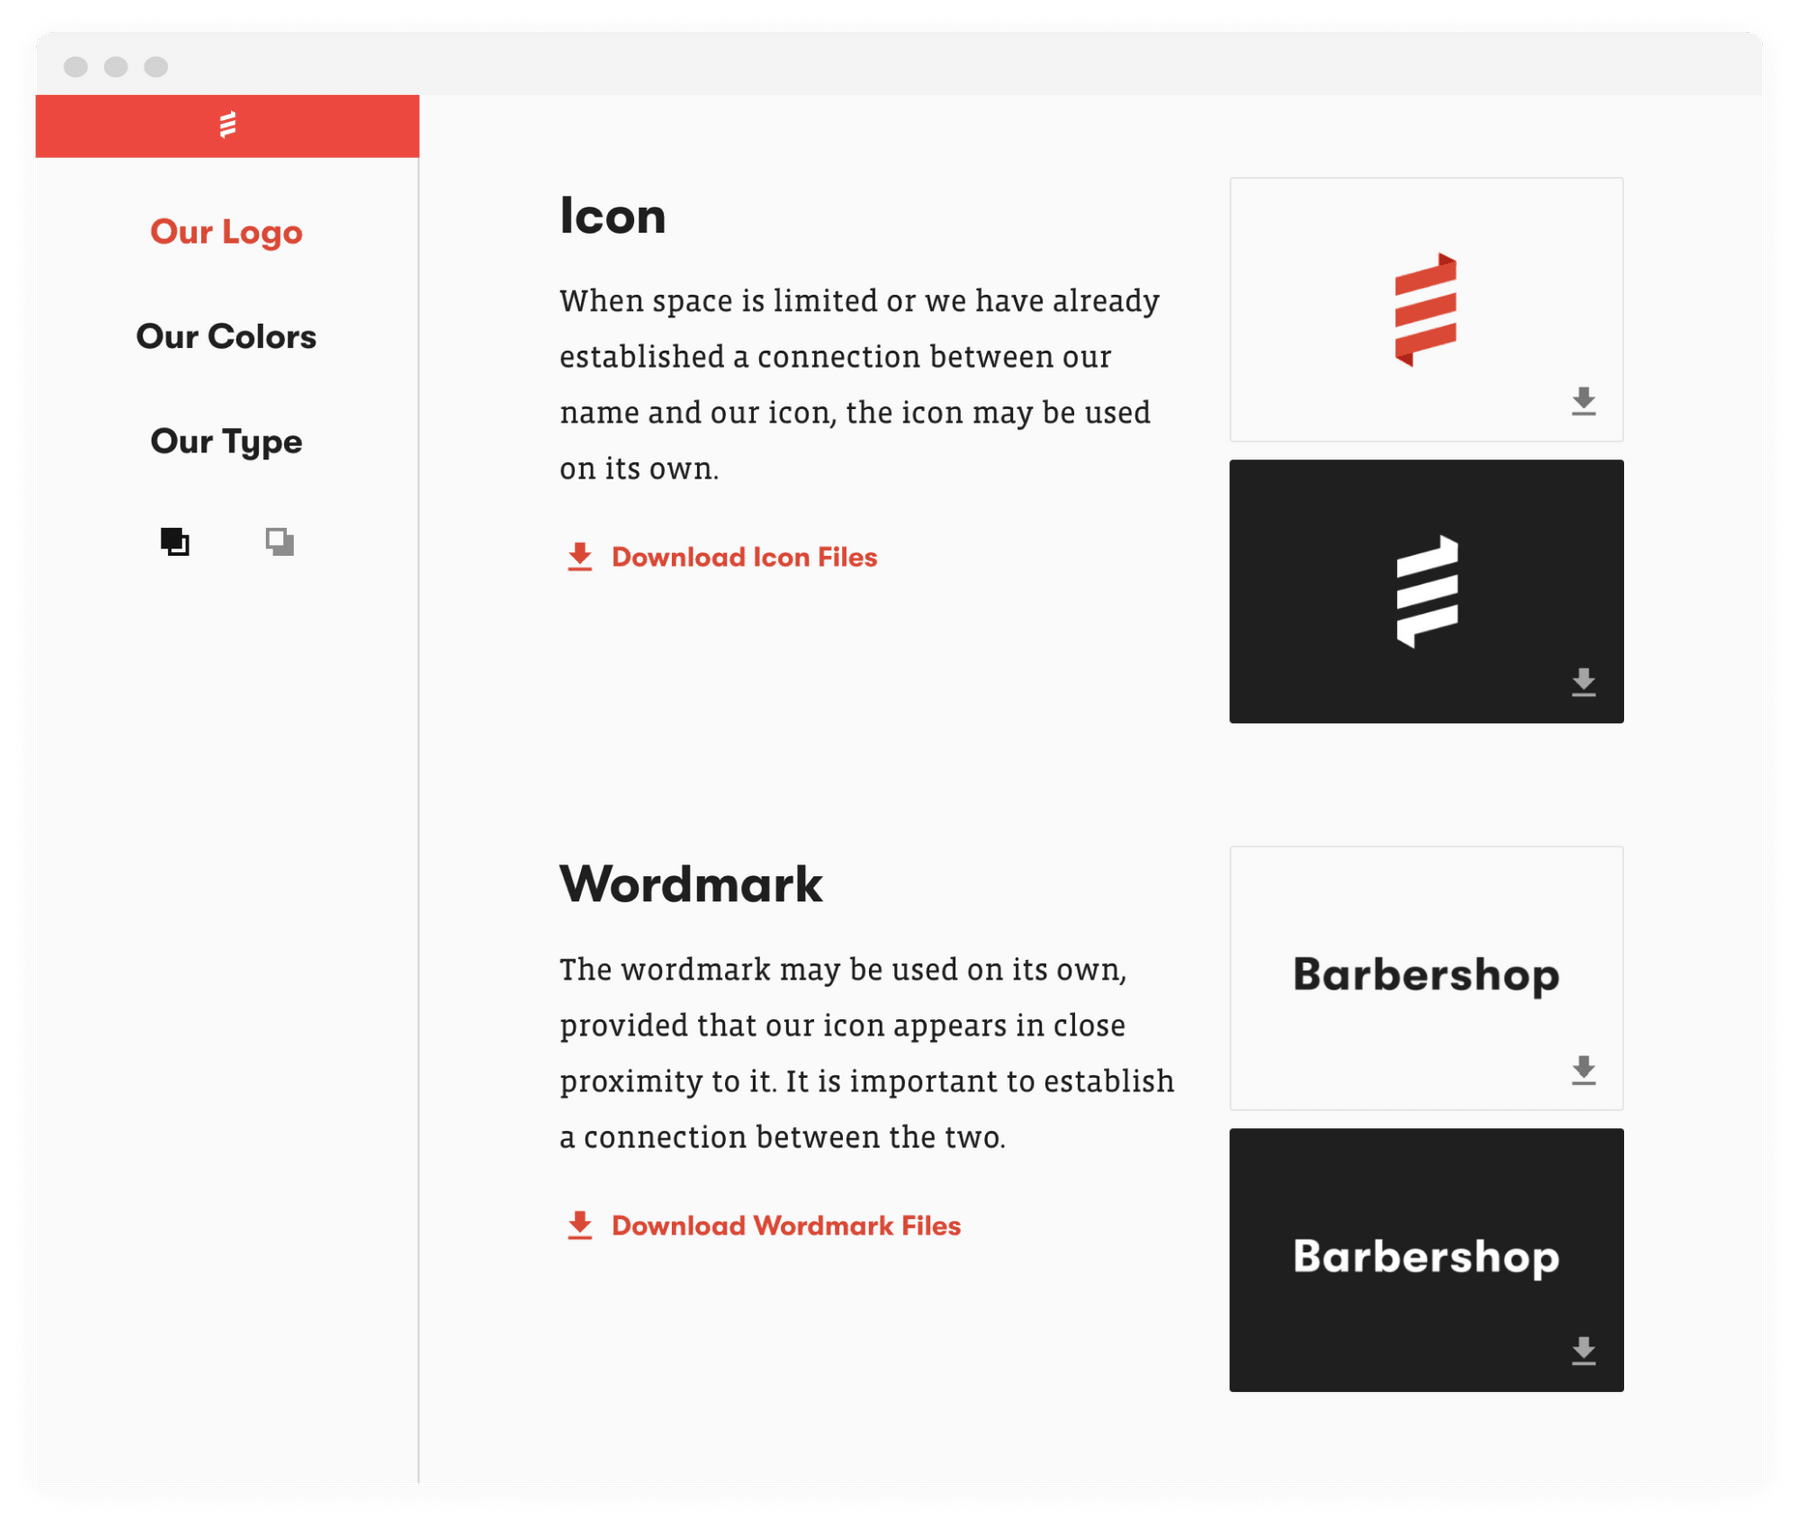 Our Logo
Our Colors
Our Type
Icon
When space is limited or we have already
established a connection between our
name and our icon, the icon may be used
on its own.
Download Icon Files
Wordmark
The wordmark may be used on its own,
provided that our icon appears in close
proximity to it. It is important to establish
a connection between the two.
Download Wordmark Files
Barbershop
Barbershop